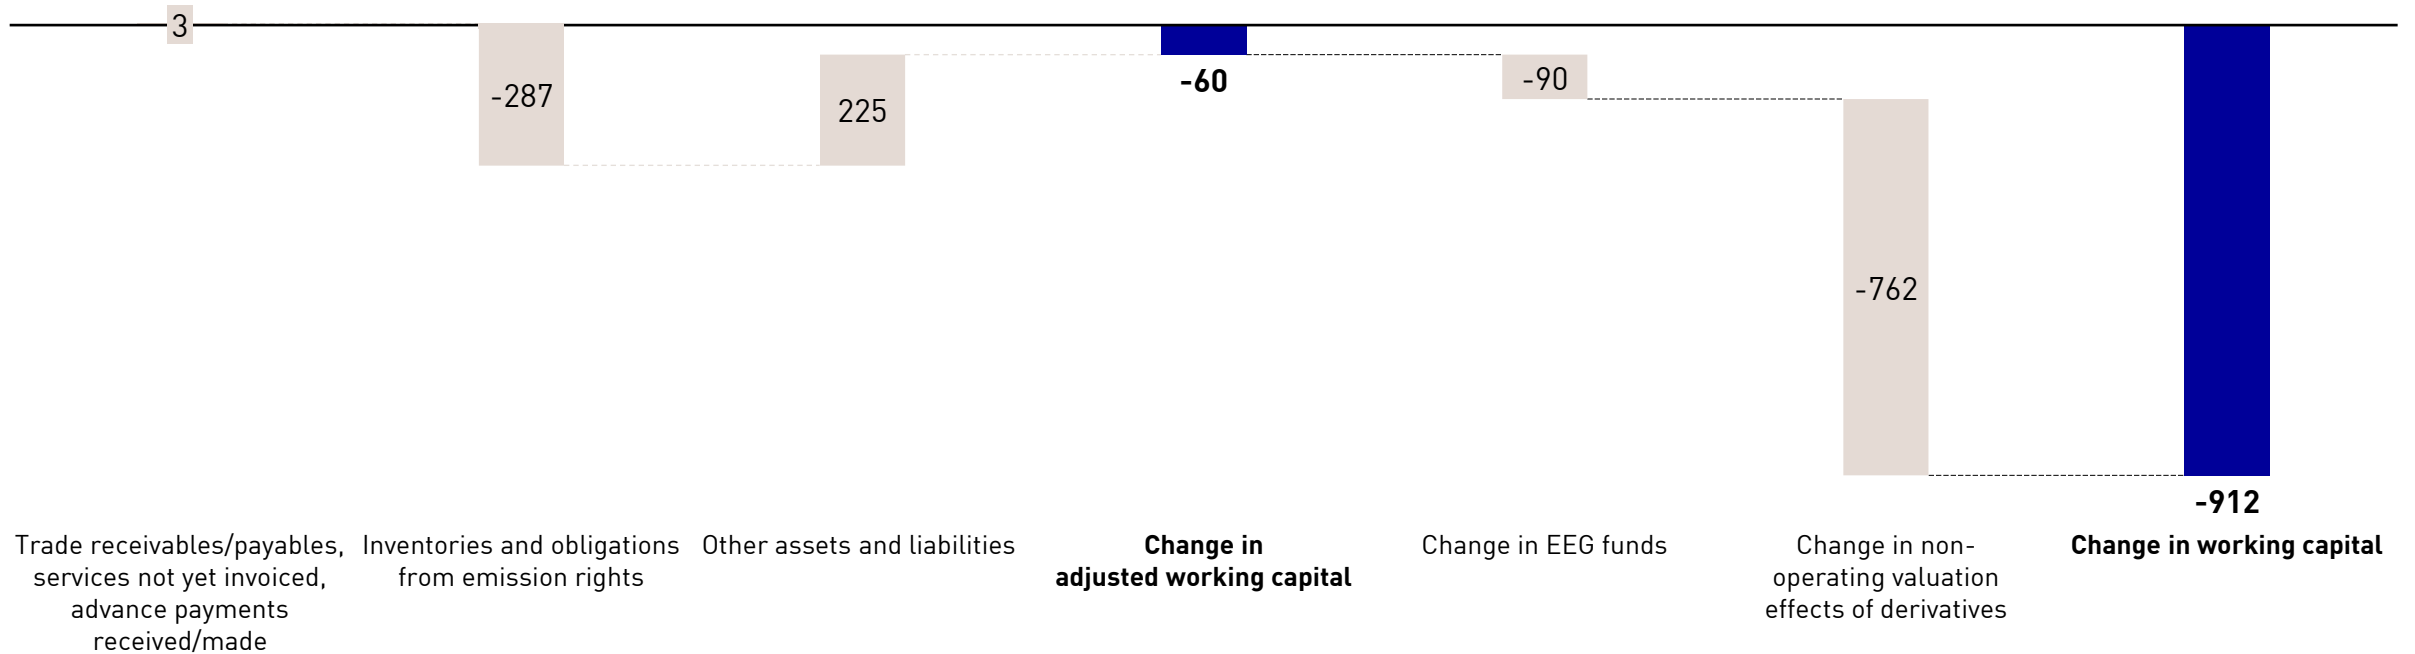 3
-287
225
-60
-90
-762
-912
Trade receivables/payables,
services not yet invoiced,
advance payments
received/made
Inventories and obligations
from emission rights
Other assets and liabilities
Change in
adjusted working capital
Change in EEG funds
Change in non-
operating valuation
effects of derivatives
Change in working capital